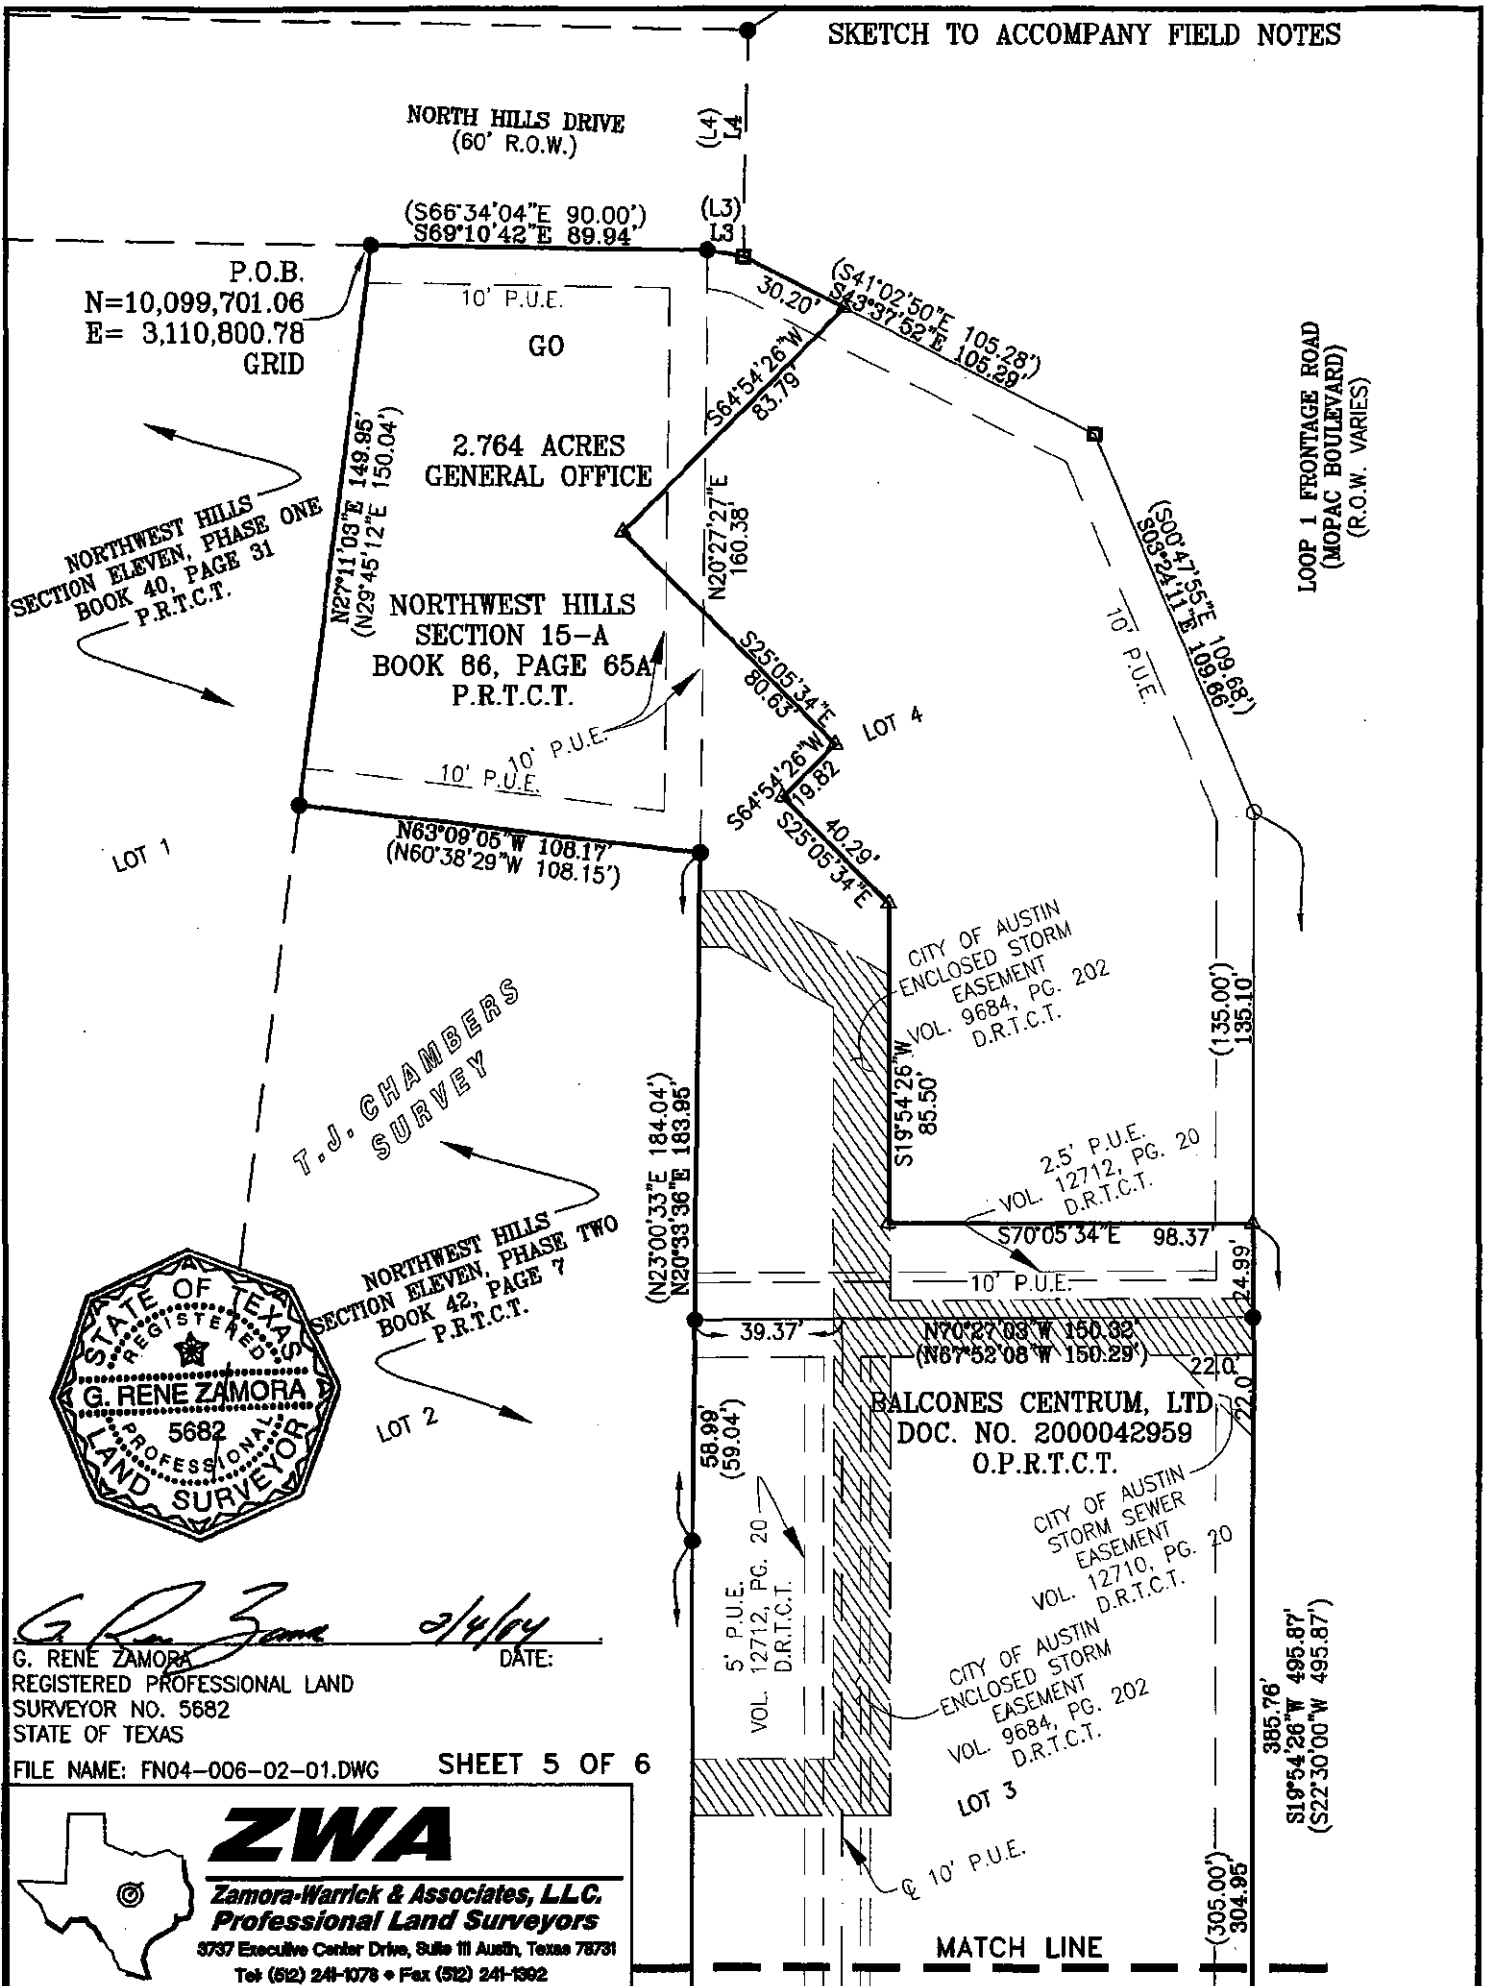 SKETCH TO ACCOMPANY FIELD NOTES
NORTH HILLS DRIVE
(60' R.O.W.)
(L4)
L4
(S66°34'04"E 90.00')
S69°10'42"E 89.94'
(L3)
L3
P.O.B.
N=10,099,701.06
E= 3,110,800.78
GRID
10' P.U.E.
GO
30.20'
(S41°02'50"E 105.28')
S43°37'52"E 105.29'
S64°54'26"W
83.79'
LOOP 1 FRONTAGE ROAD
(MOPAC BOULEVARD)
(R.O.W. VARIES)
2.764 ACRES
GENERAL OFFICE
N27°11'03"E 149.95'
(N29°45'12"E 150.04')
NORTHWEST HILLS
SECTION ELEVEN, PHASE ONE
BOOK 40, PAGE 31
P.R.T.C.T.
N20°27'27"E
160.38'
(S00°47'55"E 109.68')
S03°24'11"E 109.66'
10' P.U.E.
NORTHWEST HILLS
SECTION 15-A
BOOK 86, PAGE 65A
P.R.T.C.T.
S25°05'34"E
80.63'
LOT 4
10' P.U.E.
10' P.U.E.
S64°54'26"W
19.82
40.29'
S25°05'34"E
N63°09'05"W 108.17'
(N60°38'29"W 108.15')
LOT 1
CITY OF AUSTIN
ENCLOSED STORM
EASEMENT
VOL. 9684, PG. 202
D.R.T.C.T.
(135.00')
135.10'
T.J. CHAMBERS
SURVEY
(N23°00'33"E 184.04')
N20°33'36"E 183.95'
S19°54'26"W
85.50'
2.5' P.U.E.
VOL. 12712, PG. 20
D.R.T.C.T.
S70°05'34"E 98.37'
24.99'
10' P.U.E.
NORTHWEST HILLS
SECTION ELEVEN, PHASE TWO
BOOK 42, PAGE 7
P.R.T.C.T.
39.37'
N70°27'03"W 150.32'
(N67°52'08"W 150.29')
22.0'
22.0'
STATE OF TEXAS
REGISTERED
G. RENE ZAMORA
5682
PROFESSIONAL
LAND SURVEYOR
LOT 2
58.99'
(59.04')
BALCONES CENTRUM, LTD
DOC. NO. 2000042959
O.P.R.T.C.T.
CITY OF AUSTIN
STORM SEWER
EASEMENT
VOL. 12710, PG. 20
D.R.T.C.T.
5' P.U.E.
VOL. 12712, PG. 20
D.R.T.C.T.
CITY OF AUSTIN
ENCLOSED STORM
EASEMENT
VOL. 9684, PG. 202
D.R.T.C.T.
385.76'
S19°54'26"W 495.87'
(S22°30'00"W 495.87')
2/4/04
G. RENE ZAMORA DATE:
REGISTERED PROFESSIONAL LAND
SURVEYOR NO. 5682
STATE OF TEXAS
FILE NAME: FN04-006-02-01.DWG
SHEET 5 OF 6
LOT 3
℄ 10' P.U.E.
(305.00')
304.95'
ZWA
Zamora-Warrick & Associates, L.L.C.
Professional Land Surveyors
3737 Executive Center Drive, Suite 111 Austin, Texas 78731
Tel: (512) 241-1078 • Fax (512) 241-1392
MATCH LINE